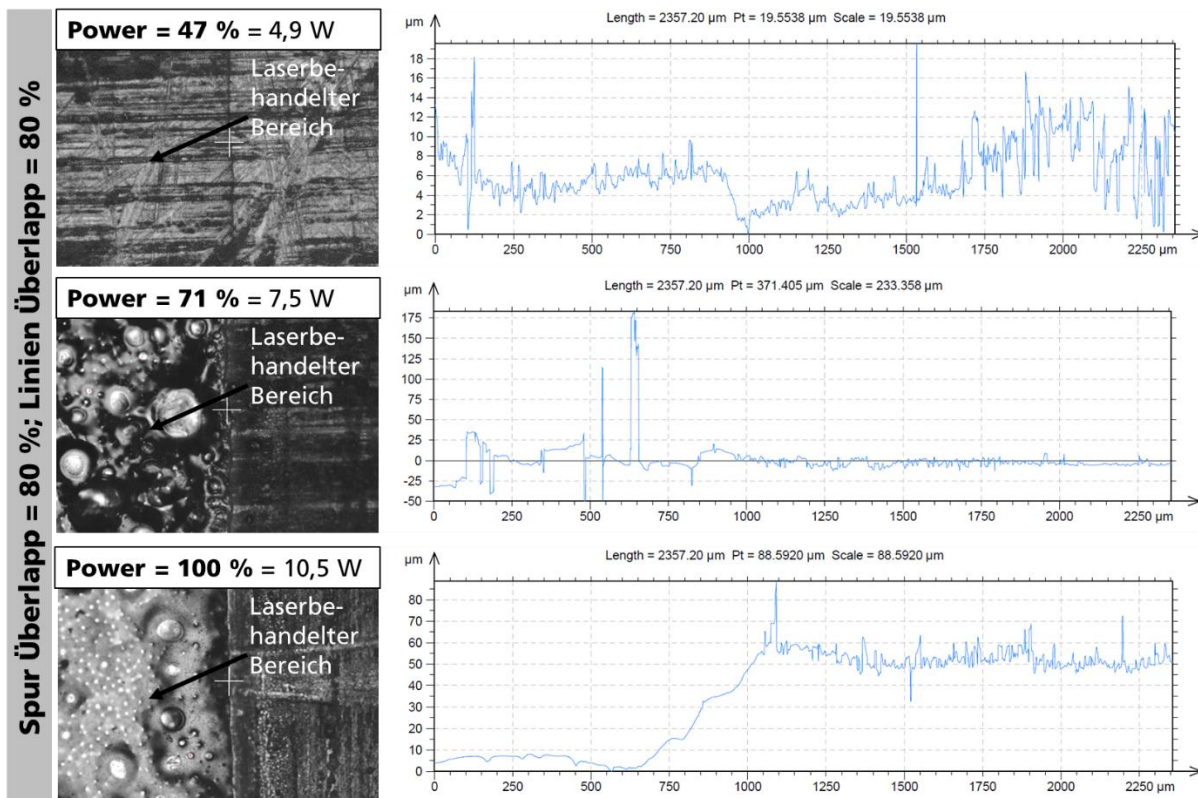 Spur Überlapp = 80 %; Linien Überlapp = 80 %
Power = 47 % = 4,9 W
Laserbe-
handelter
Bereich
Length = 2357.20 µm Pt = 19.5538 µm Scale = 19.5538 µm
µm
18
16
14
12
10
8
6
4
2
0
0 250 500 750 1000 1250 1500 1750 2000 2250 µm
Power = 71 % = 7,5 W
Laserbe-
handelter
Bereich
Length = 2357.20 µm Pt = 371.405 µm Scale = 233.358 µm
µm
175
150
125
100
75
50
25
0
-25
-50
0 250 500 750 1000 1250 1500 1750 2000 2250 µm
Power = 100 % = 10,5 W
Laserbe-
handelter
Bereich
Length = 2357.20 µm Pt = 88.5920 µm Scale = 88.5920 µm
µm
80
70
60
50
40
30
20
10
0
0 250 500 750 1000 1250 1500 1750 2000 2250 µm